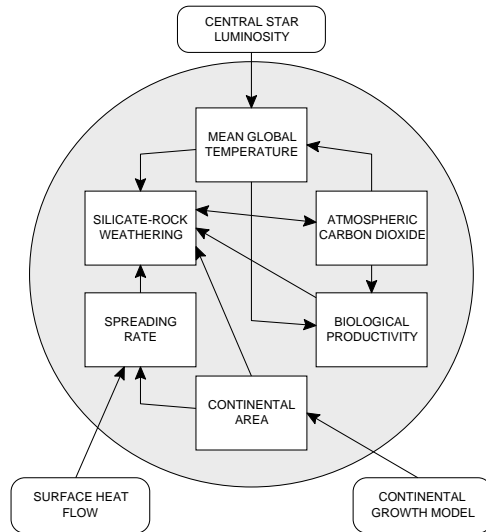 CENTRAL STAR
LUMINOSITY
MEAN GLOBAL
TEMPERATURE
SILICATE-ROCK
WEATHERING
ATMOSPHERIC
CARBON DIOXIDE
SPREADING
RATE
BIOLOGICAL
PRODUCTIVITY
CONTINENTAL
AREA
SURFACE HEAT
FLOW
CONTINENTAL
GROWTH MODEL